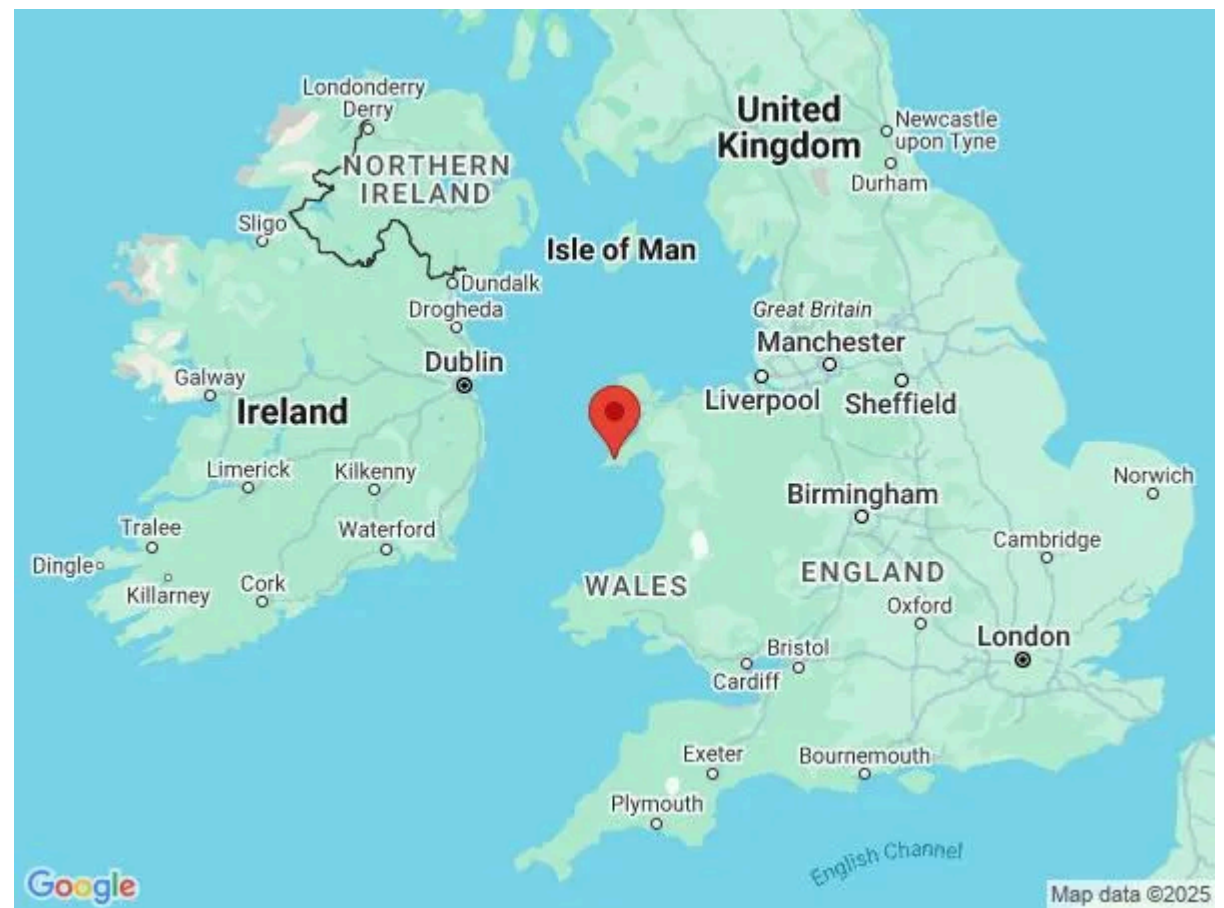 Londonderry
Derry
NORTHERN
IRELAND
Sligo
United
Kingdom
Newcastle
upon Tyne
Durham
Isle of Man
Dundalk
Drogheda
Great Britain
Manchester
Dublin
Galway
Ireland
Liverpool
Sheffield
Limerick
Kilkenny
Norwich
Birmingham
Tralee
Waterford
Cambridge
Dingle
Killarney
Cork
WALES
ENGLAND
Oxford
London
Bristol
Cardiff
Exeter
Bournemouth
Plymouth
English Channel
Google
Map data ©2025